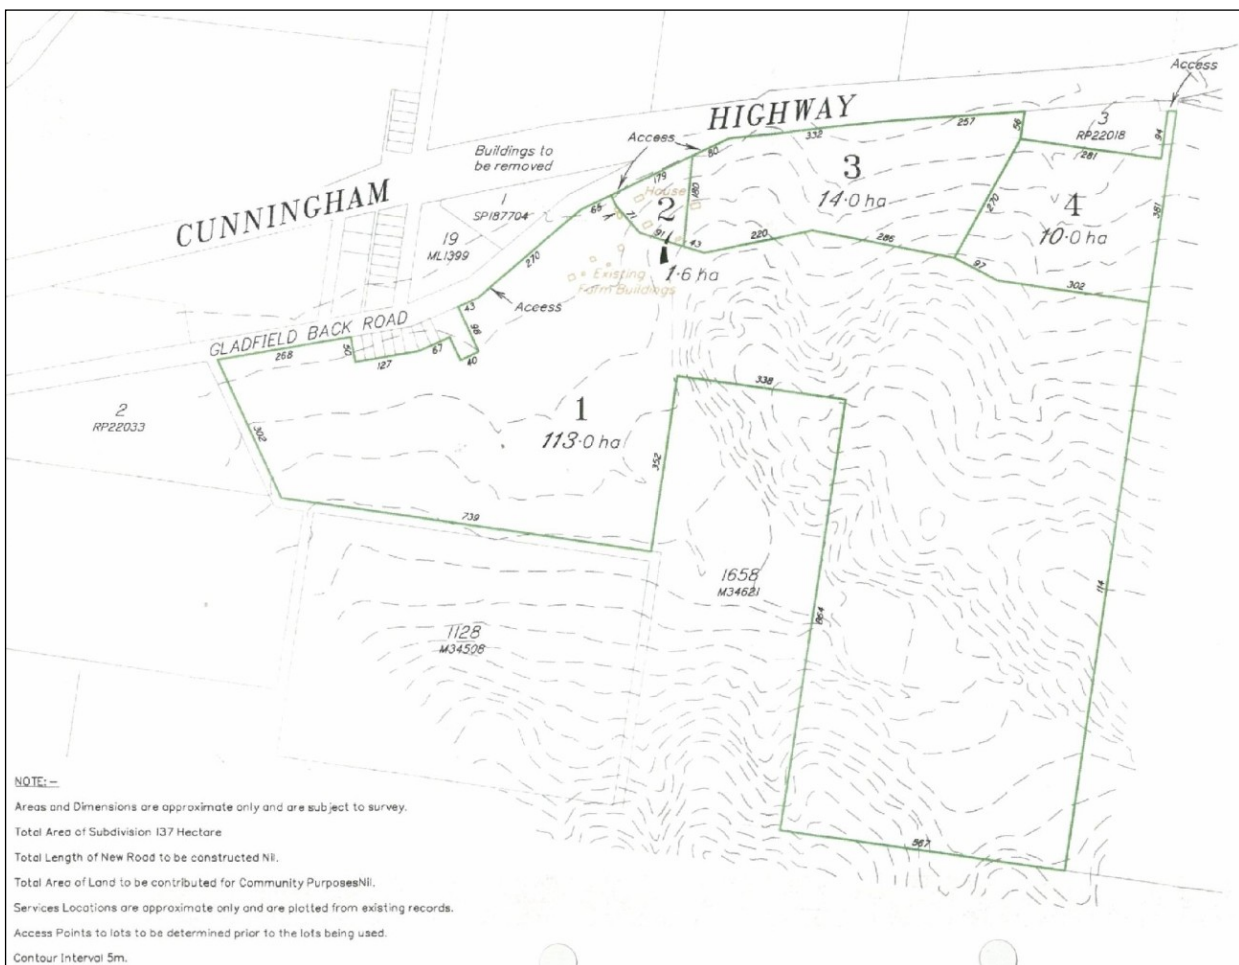 Access
HIGHWAY
257
56
3
RP22018
94
332
281
Access
80
Buildings to
be removed
179
House
180
3
14.0 ha
4
10.0 ha
381
270
CUNNINGHAM
1
SP187704
65
71
2
91
43
220
286
19
ML1399
270
1.6 ha
Existing
Farm Buildings
97
302
Access
43
98
GLADFIELD BACK ROAD
268
50
127
67
40
338
2
RP22033
302
1
113.0 ha
352
739
1658
M34621
114
864
1128
M34508
567
NOTE: —
Areas and Dimensions are approximate only and are subject to survey.
Total Area of Subdivision 137 Hectare
Total Length of New Road to be constructed Nil.
Total Area of Land to be contributed for Community PurposesNil.
Services Locations are approximate only and are plotted from existing records.
Access Points to lots to be determined prior to the lots being used.
Contour Interval 5m.